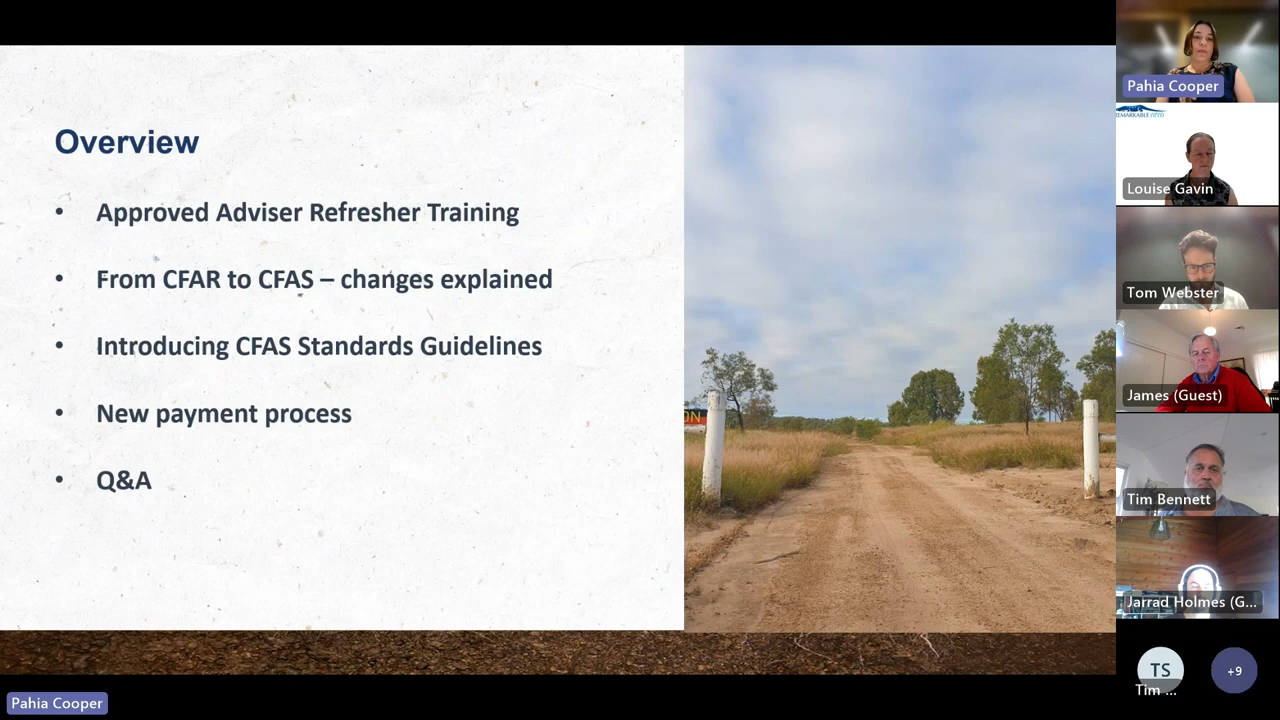 Overview
• Approved Adviser Refresher Training
• From CFAR to CFAS – changes explained
• Introducing CFAS Standards Guidelines
• New payment process
• Q&A
ON
Pahia Cooper
Louise Gavin
Tom Webster
James (Guest)
Tim Bennett
Jarrad Holmes (G...
TS
Tim ...
+9
Pahia Cooper